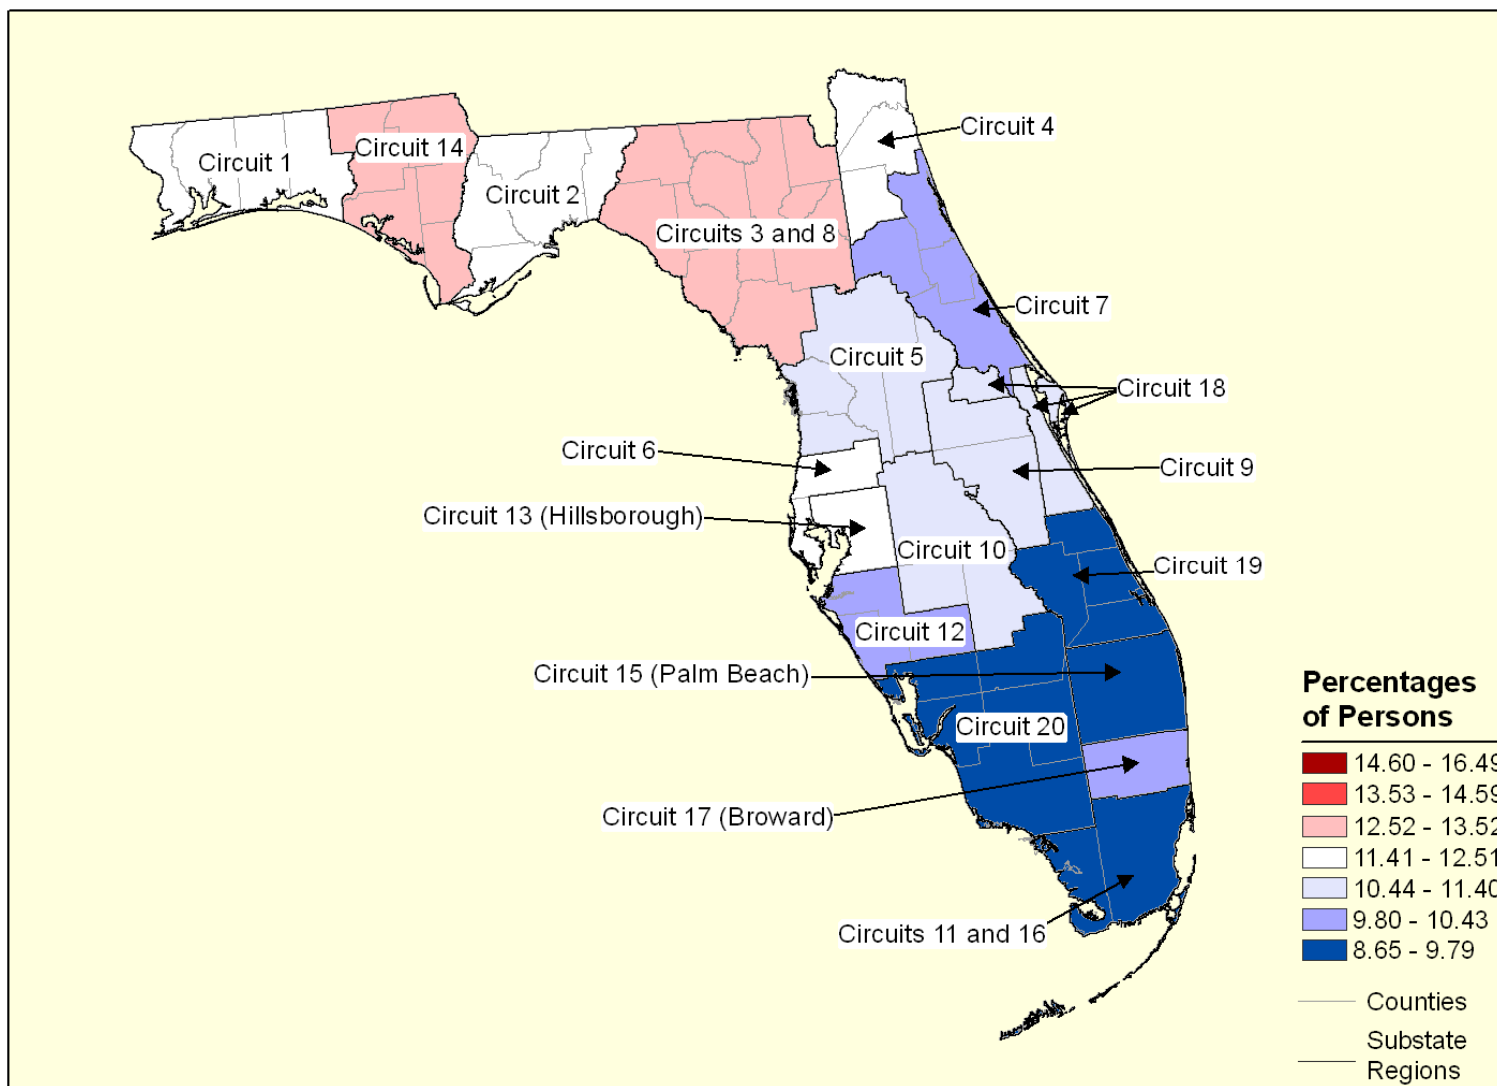 Circuit 4
Circuit 14
Circuit 1
Circuit 2
Circuits 3 and 8
Circuit 7
Circuit 5
Circuit 18
Circuit 6
Circuit 9
Circuit 13 (Hillsborough)
Circuit 10
Circuit 19
Circuit 12
Circuit 15 (Palm Beach)
Circuit 20
Circuit 17 (Broward)
Circuits 11 and 16
Percentages
of Persons
14.60 - 16.49
13.53 - 14.59
12.52 - 13.52
11.41 - 12.51
10.44 - 11.40
9.80 - 10.43
8.65 - 9.79
Counties
Substate
Regions